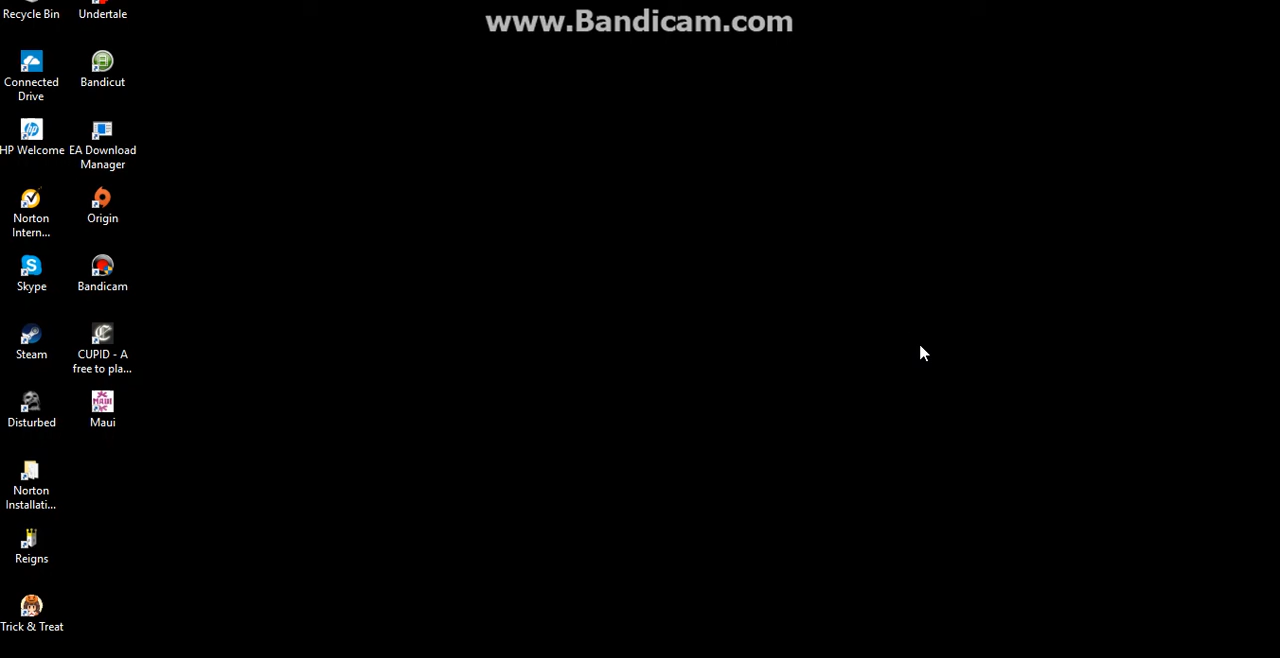 www.Bandicam.com
Recycle Bin
Undertale
Connected
Drive
Bandicut
HP Welcome
EA Download
Manager
Norton
Intern...
Origin
Skype
Bandicam
Steam
CUPID - A
free to pla...
Disturbed
Maui
Norton
Installati...
Reigns
Trick & Treat